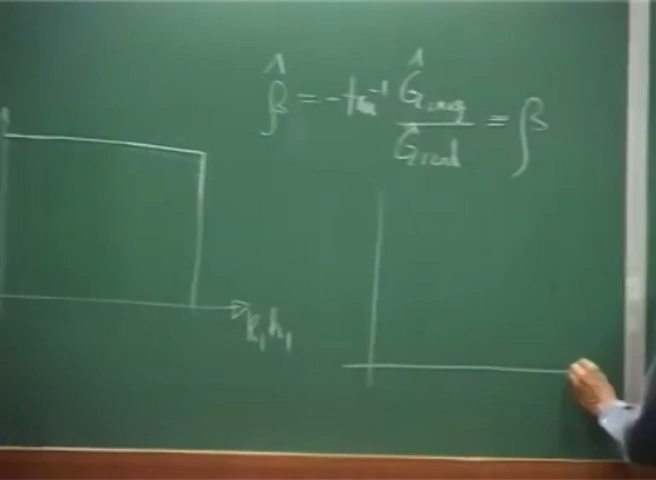 β̂ = -tan⁻¹ Ĝimag / Ĝreal = β
k₁h₁